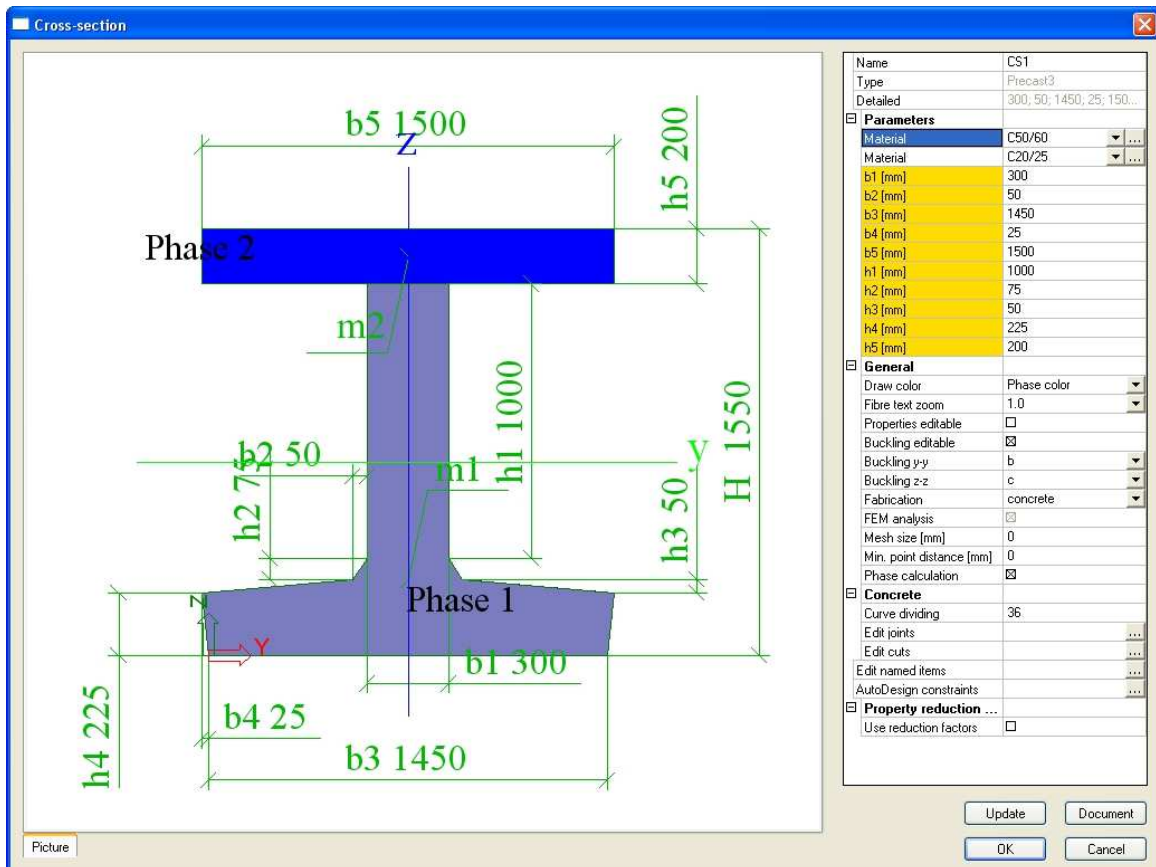 Cross-section
b5 1500
Z
h5 200
Phase 2
m2
h1 1000
H 1550
b2 50
y
h2 75
m1
h3 50
Phase 1
Z
Y
b1 300
h4 225
b4 25
b3 1450
Picture
Name CS1
Type Precast3
Detailed 300; 50; 1450; 25; 150...
Parameters
Material C50/60 ...
Material C20/25 ...
b1 [mm] 300
b2 [mm] 50
b3 [mm] 1450
b4 [mm] 25
b5 [mm] 1500
h1 [mm] 1000
h2 [mm] 75
h3 [mm] 50
h4 [mm] 225
h5 [mm] 200
General
Draw color Phase color
Fibre text zoom 1.0
Properties editable
Buckling editable
Buckling y-y b
Buckling z-z c
Fabrication concrete
FEM analysis
Mesh size [mm] 0
Min. point distance [mm] 0
Phase calculation
Concrete
Curve dividing 36
Edit joints ...
Edit cuts ...
Edit named items ...
AutoDesign constraints ...
Property reduction ...
Use reduction factors
Update Document
OK Cancel